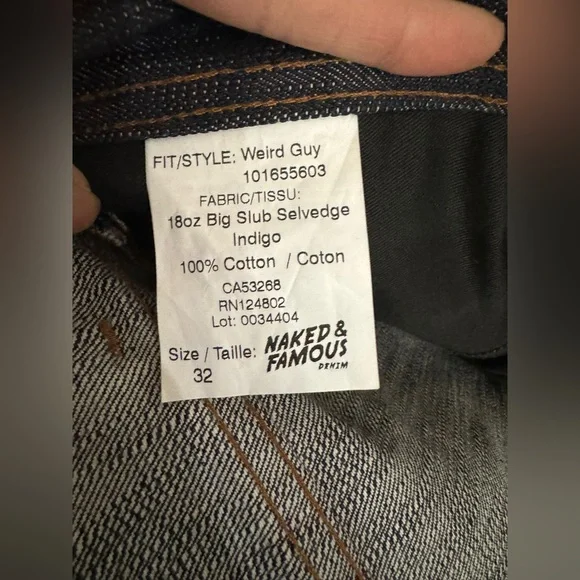 FIT/STYLE: Weird Guy
101655603
FABRIC/TISSU:
18oz Big Slub Selvedge
Indigo
100% Cotton / Coton
CA53268
RN124802
Lot: 0034404
Size / Taille:
32
NAKED &
FAMOUS
DENIM